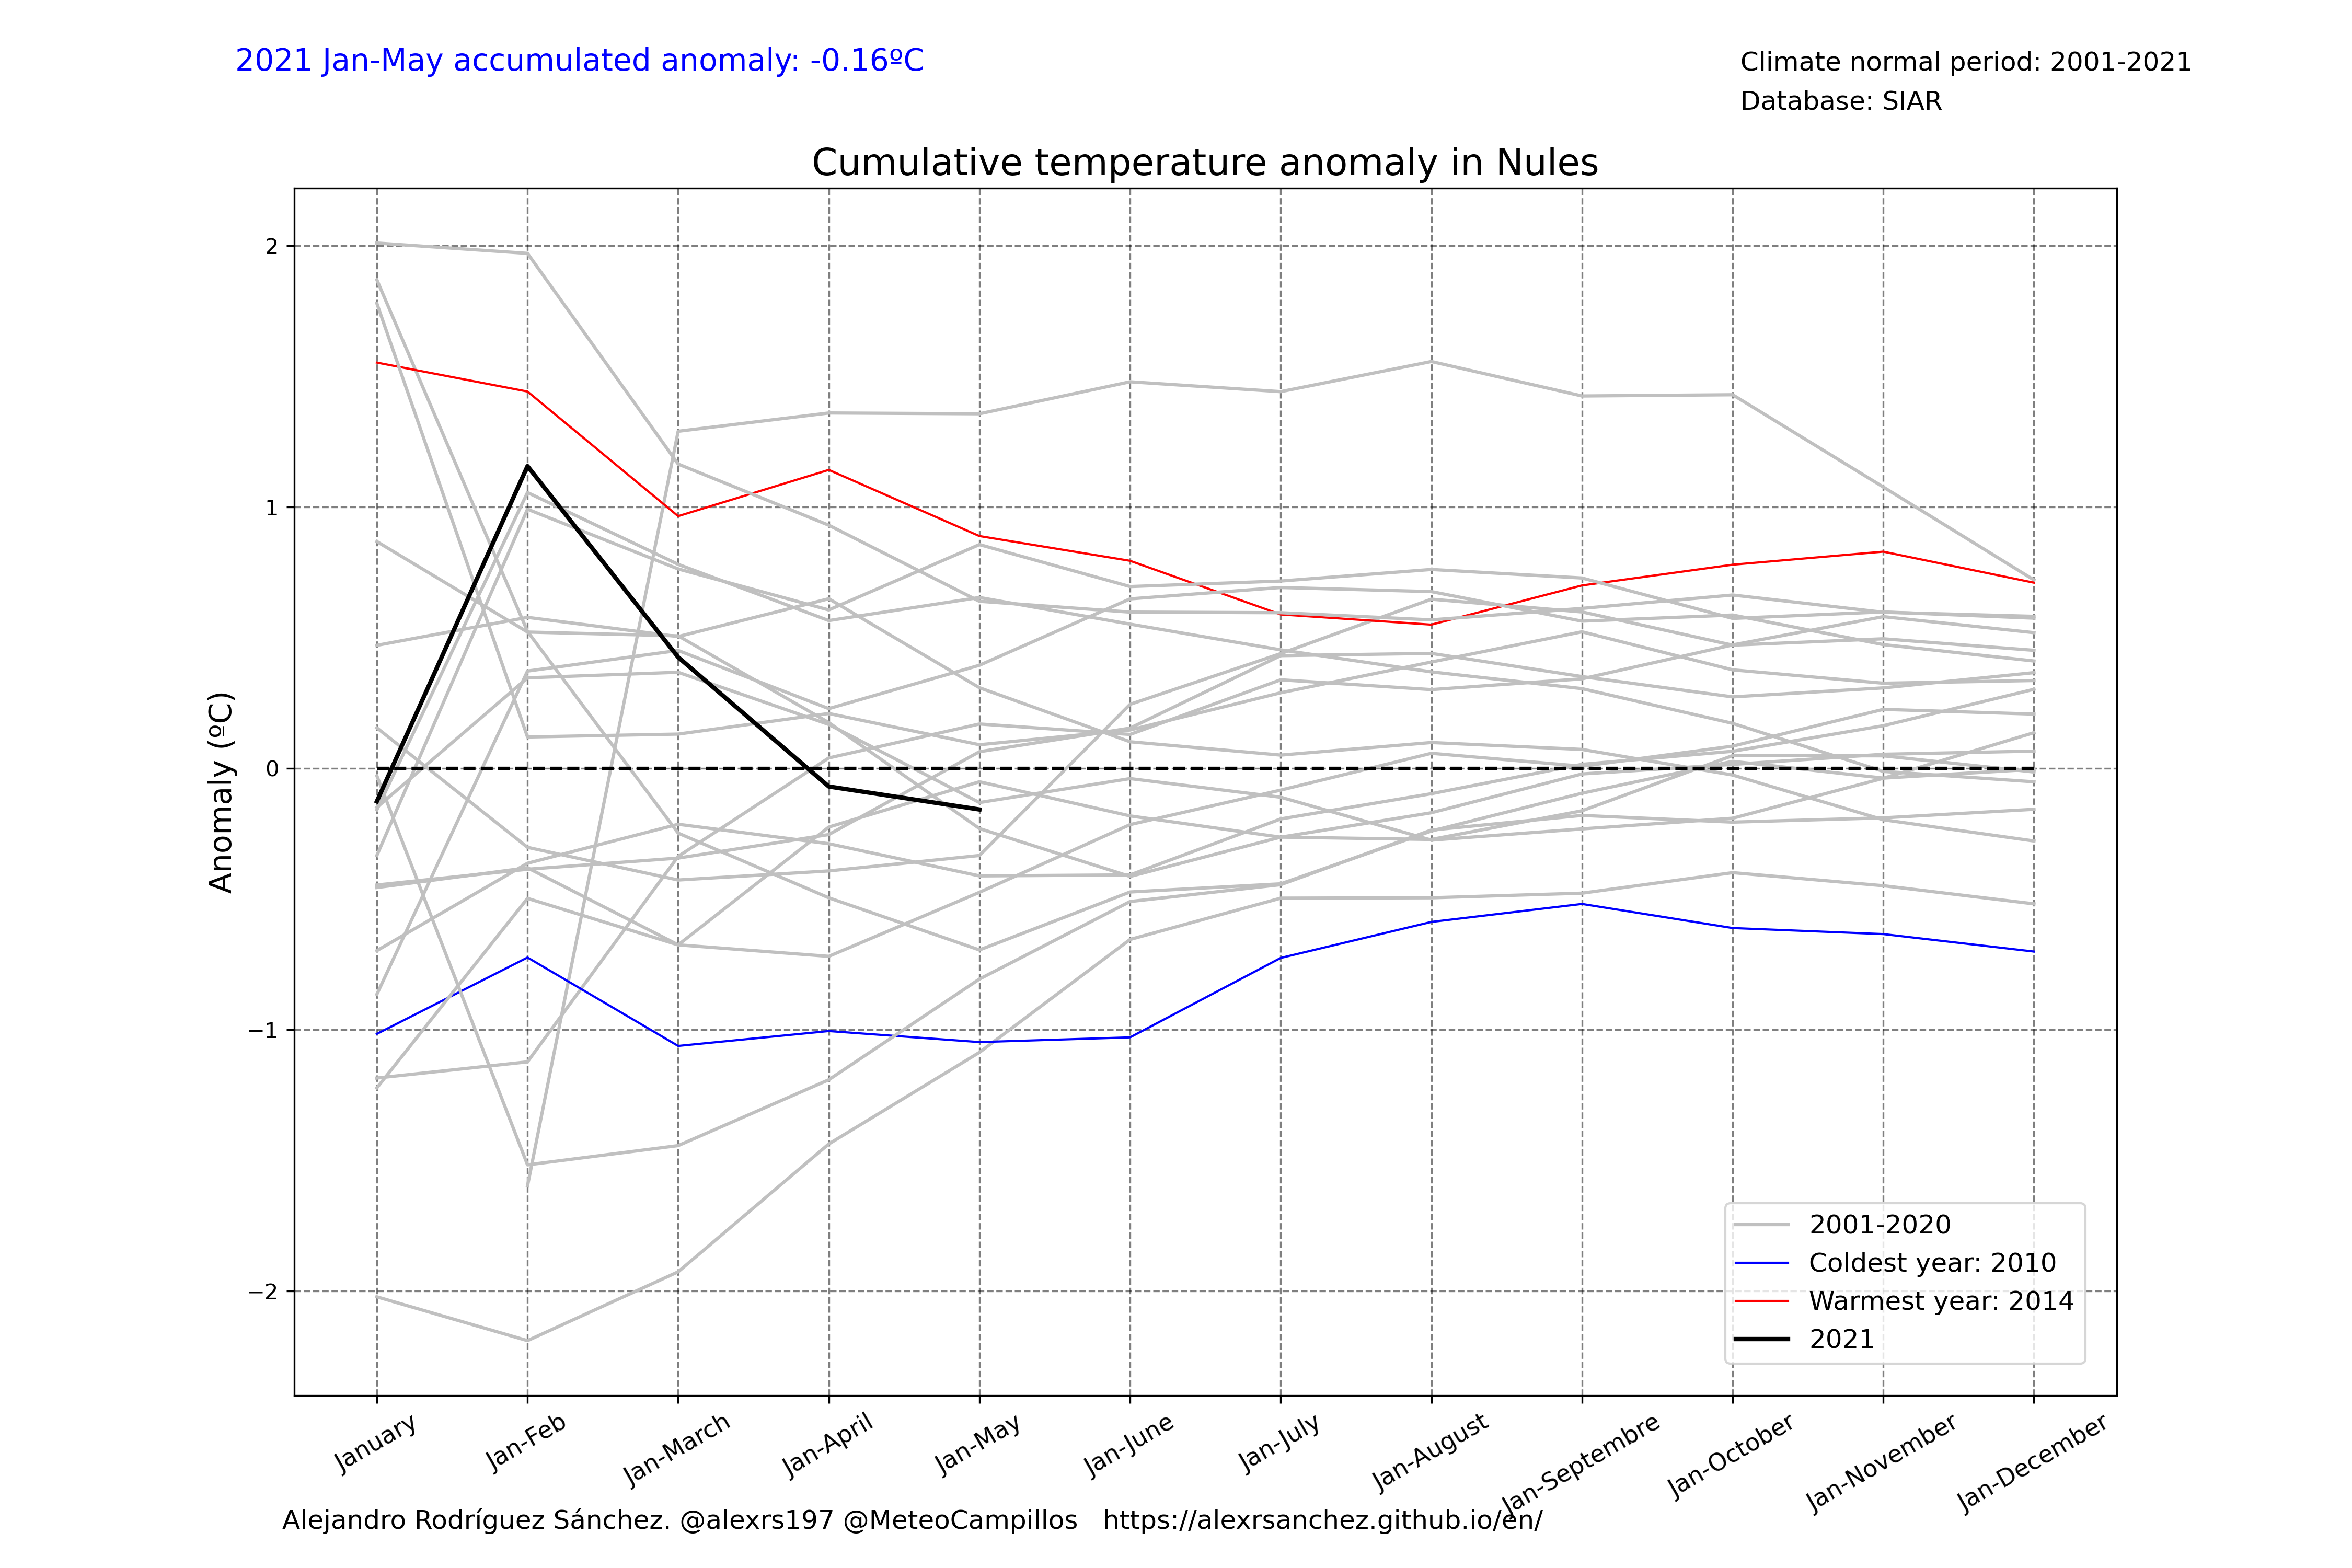 2021 Jan-May accumulated anomaly: -0.16ºC
Climate normal period: 2001-2021
Database: SIAR
Cumulative temperature anomaly in Nules
Anomaly (ºC)
2
1
0
−1
−2
2001-2020
Coldest year: 2010
Warmest year: 2014
2021
January
Jan-Feb
Jan-March
Jan-April
Jan-May
Jan-June
Jan-July
Jan-August
Jan-Septembre
Jan-October
Jan-November
Jan-December
Alejandro Rodríguez Sánchez. @alexrs197 @MeteoCampillos https://alexrsanchez.github.io/en/